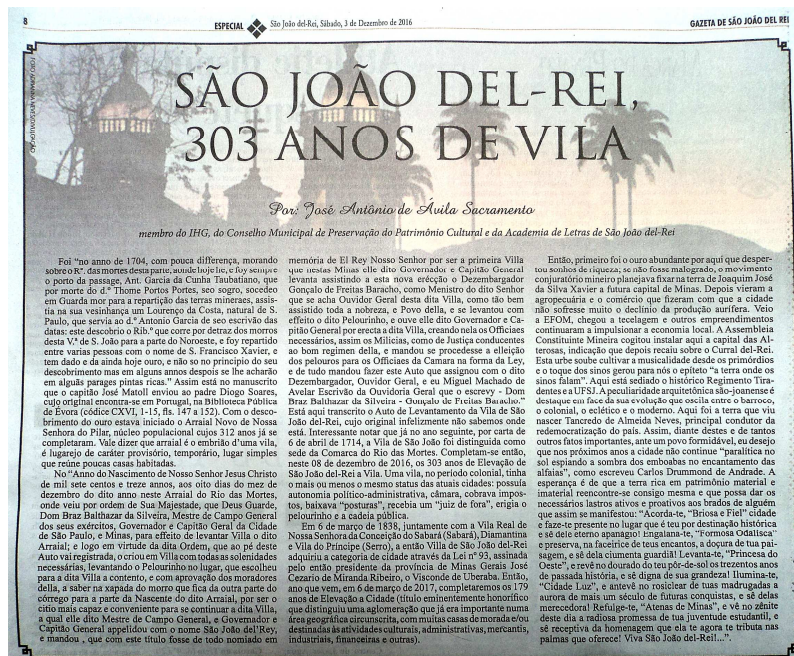 8
ESPECIAL
São João del-Rei, Sábado, 3 de Dezembro de 2016
GAZETA DE SÃO JOÃO DEL REI
SÃO JOÃO DEL-REI,
303 ANOS DE VILA
Por: José Antônio de Ávila Sacramento
membro do IHG, do Conselho Municipal de Preservação do Patrimônio Cultural e da Academia de Letras de São João del-Rei
Foi "no anno de 1704, com pouca differença, morando
sobre o Rº. das mortes desta parte, aonde hoje he, e foy sempre
o porto da passage, Ant. Garcia da Cunha Taubatiano, que
por morte do d.º Thome Portes Portes, seo sogro, socedeo
em Guarda mor para a repartição das terras mineraes, assis-
tia na sua vesinhança um Lourenço da Costa, natural de S.
Paulo, que servia ao d.º Antonio Garcia de seo escrivão das
datas: este descobrio o Rib.º que corre por detraz dos morros
desta V.ª de S. João para a parte do Noroeste, e foy repartido
entre varias pessoas com o nome de S. Francisco Xavier, e
tem dado e da ainda hoje ouro, e não so no principio do seu
descobrimento mas em alguns annos despois se lhe acharão
em alguãs parages pintas ricas." Assim está no manuscrito
que o capitão José Matoll enviou ao padre Diogo Soares,
cujo original encontra-se em Portugal, na Biblioteca Pública
de Évora (códice CXVI, 1-15, fls. 147 a 152). Com o desco-
brimento do ouro estava iniciado o Arraial Novo de Nossa
Senhora do Pilar, núcleo populacional cujos 312 anos já se
completaram. Vale dizer que arraial é o embrião d'uma vila,
é lugarejo de caráter provisório, temporário, lugar simples
que reúne poucas casas habitadas.
No "Anno do Nascimento de Nosso Senhor Jesus Christo
de mil sete centos e treze annos, aos oito dias do mez de
dezembro do dito anno neste Arraial do Rio das Mortes,
onde veiu por ordem de Sua Majestade, que Deus Guarde,
Dom Braz Balthazar da Silveira, Mestre de Campo General
dos seus exércitos, Governador e Capitão Geral da Cidade
de São Paulo, e Minas, para effeito de levantar Villa o dito
Arraial; e logo em virtude da dita Ordem, que ao pé deste
Auto vai registrada, o criou em Villa com todas as solemnidades
necessárias, levantando o Pelourinho no lugar, que escolheu
para a dita Villa a contento, e com aprovação dos moradores
della, a saber na xapada do morro que fica da outra parte do
córrego para a parte da Nascente do dito Arraial, por ser o
citio mais capaz e conveniente para se continuar a dita Villa,
a qual elle dito Mestre de Campo General, e Governador e
Capitão General appelidou com o nome São João del'Rey,
e mandou , que com este título fosse de todo nomeado em
memória de El Rey Nosso Senhor por ser a primeira Villa
que nestas Minas elle dito Governador e Capitão General
levanta assistindo a esta nova erécção o Dezembargador
Gonçalo de Freitas Baracho, como Menistro do dito Senhor
que se acha Ouvidor Geral desta dita Villa, como tão bem
assistido toda a nobreza, e Povo della, e se levantou com
effeito o dito Pelourinho, e ouve elle dito Governador e Ca-
pitão General por erecta a dita Villa, creando nela os Officiaes
necessários, assim os Milicias, como de Justiça conducentes
ao bom regimen della, e mandou se procedesse a elleição
dos pelouros para os Officiaes da Camara na forma da Ley,
e de tudo mandou fazer este Auto que assignou com o dito
Dezembargador, Ouvidor Geral, e eu Miguel Machado de
Avelar Escrivão da Ouvidoria Geral que o escrevy - Dom
Braz Balthazar da Silveira - Gonçalo de Freitas Baracho."
Está aqui transcrito o Auto de Levantamento da Vila de São
João del-Rei, cujo original infelizmente não sabemos onde
está. Interessante notar que já no ano seguinte, por carta de
6 de abril de 1714, a Vila de São João foi distinguida como
sede da Comarca do Rio das Mortes. Completam-se então,
neste 08 de dezembro de 2016, os 303 anos de Elevação de
São João del-Rei a Vila. Uma vila, no período colonial, tinha
o mais ou menos o mesmo status das atuais cidades: possuía
autonomia político-administrativa, câmara, cobrava impos-
tos, baixava "posturas", recebia um "juiz de fora", erigia o
pelourinho e a cadeia pública.
Em 6 de março de 1838, juntamente com a Vila Real de
Nossa Senhora da Conceição do Sabará (Sabará), Diamantina
e Vila do Príncipe (Serro), a então Villa de São João del-Rei
adquiriu a categoria de cidade através da Lei nº 93, assinada
pelo então presidente da província de Minas Gerais José
Cezario de Miranda Ribeiro, o Visconde de Uberaba. Então,
ano que vem, em 6 de março de 2017, completaremos os 179
anos de Elevação a Cidade (título eminentemente honorífico
que distinguiu uma aglomeração que já era importante numa
área geográfica circunscrita, com muitas casas de morada e/ou
destinadas às atividades culturais, administrativas, mercantis,
industriais, financeiras e outras).
Então, primeiro foi o ouro abundante por aqui que desper-
tou sonhos de riqueza; se não fosse malogrado, o movimento
conjuratório mineiro planejava fixar na terra de Joaquim José
da Silva Xavier a futura capital de Minas. Depois vieram a
agropecuária e o comércio que fizeram com que a cidade
não sofresse muito o declínio da produção aurífera. Veio
a EFOM, chegou a tecelagem e outros empreendimentos
continuaram a impulsionar a economia local. A Assembleia
Constituinte Mineira cogitou instalar aqui a capital das Al-
terosas, indicação que depois recaiu sobre o Curral del-Rei.
Esta urbe soube cultivar a musicalidade desde os primórdios
e o toque dos sinos gerou para nós o epíteto "a terra onde os
sinos falam". Aqui está sediado o histórico Regimento Tira-
dentes e a UFSJ. A peculiaridade arquitetônica são-joanense é
destaque em face da sua evolução que oscila entre o barroco,
o colonial, o eclético e o moderno. Aqui foi a terra que viu
nascer Tancredo de Almeida Neves, principal condutor da
redemocratização do país. Assim, diante destes e de tantos
outros fatos importantes, ante um povo formidável, eu desejo
que nos próximos anos a cidade não continue "paralítica no
sol espiando a sombra dos emboabas no encantamento das
alfaias", como escreveu Carlos Drummond de Andrade. A
esperança é de que a terra rica em patrimônio material e
imaterial reencontre-se consigo mesma e que possa dar os
necessários lastros ativos e proativos aos brados de alguém
que assim se manifestou: "Acorda-te, "Briosa e Fiel" cidade
e faze-te presente no lugar que é teu por destinação histórica
e sê dele eterno apanágio! Engalana-te, "Formosa Odalisca"
e preserva, na faceirice de teus encantos, a doçura de tua pai-
sagem, e sê dela ciumenta guardiã! Levanta-te, "Princesa do
Oeste", e revê no dourado do teu pôr-do-sol os trezentos anos
de passada história, e sê digna de sua grandeza! Ilumina-te,
"Cidade Luz", e antevê no rosicler de tuas madrugadas a
aurora de mais um século de futuras conquistas, e sê delas
merecedora! Refulge-te, "Atenas de Minas", e vê no zênite
deste dia a radiosa promessa de tua juventude estudantil, e
sê receptiva da homenagem que ela te agora te tributa nas
palmas que oferece! Viva São João del-Rei!...".